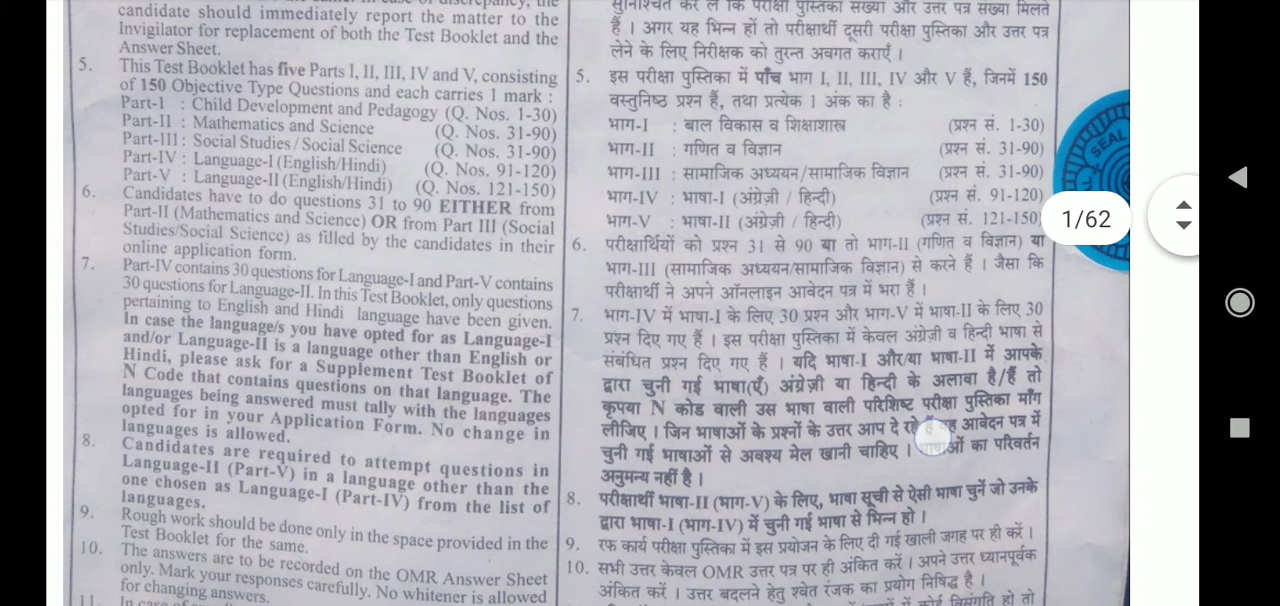 candidate should immediately report the matter to the
Invigilator for replacement of both the Test Booklet and the
Answer Sheet.
5. This Test Booklet has five Parts I, II, III, IV and V, consisting
of 150 Objective Type Questions and each carries 1 mark :
Part-I : Child Development and Pedagogy (Q. Nos. 1-30)
Part-II : Mathematics and Science (Q. Nos. 31-90)
Part-III : Social Studies / Social Science (Q. Nos. 31-90)
Part-IV : Language-I (English/Hindi) (Q. Nos. 91-120)
Part-V : Language-II (English/Hindi) (Q. Nos. 121-150)
6. Candidates have to do questions 31 to 90 EITHER from
Part-II (Mathematics and Science) OR from Part III (Social
Studies/Social Science) as filled by the candidates in their
online application form.
7. Part-IV contains 30 questions for Language-I and Part-V contains
30 questions for Language-II. In this Test Booklet, only questions
pertaining to English and Hindi language have been given.
In case the language/s you have opted for as Language-I
and/or Language-II is a language other than English or
Hindi, please ask for a Supplement Test Booklet of
N Code that contains questions on that language. The
languages being answered must tally with the languages
opted for in your Application Form. No change in
languages is allowed.
8. Candidates are required to attempt questions in
Language-II (Part-V) in a language other than the
one chosen as Language-I (Part-IV) from the list of
languages.
9. Rough work should be done only in the space provided in the
Test Booklet for the same.
10. The answers are to be recorded on the OMR Answer Sheet
only. Mark your responses carefully. No whitener is allowed
for changing answers.
11. In case of
सुनिश्चित कर लें कि परीक्षा पुस्तिका संख्या और उत्तर पत्र संख्या मिलते
हैं । अगर यह भिन्न हों तो परीक्षार्थी दूसरी परीक्षा पुस्तिका और उत्तर पत्र
लेने के लिए निरीक्षक को तुरन्त अवगत कराएँ ।
5. इस परीक्षा पुस्तिका में पाँच भाग I, II, III, IV और V हैं, जिनमें 150
वस्तुनिष्ठ प्रश्न हैं, तथा प्रत्येक 1 अंक का है :
भाग-I : बाल विकास व शिक्षाशास्त्र (प्रश्न सं. 1-30)
भाग-II : गणित व विज्ञान (प्रश्न सं. 31-90)
भाग-III : सामाजिक अध्ययन/सामाजिक विज्ञान (प्रश्न सं. 31-90)
भाग-IV : भाषा-I (अंग्रेज़ी / हिन्दी) (प्रश्न सं. 91-120)
भाग-V : भाषा-II (अंग्रेज़ी / हिन्दी) (प्रश्न सं. 121-150)
6. परीक्षार्थियों को प्रश्न 31 से 90 या तो भाग-II (गणित व विज्ञान) या
भाग-III (सामाजिक अध्ययन/सामाजिक विज्ञान) से करने हैं । जैसा कि
परीक्षार्थी ने अपने ऑनलाइन आवेदन पत्र में भरा है ।
7. भाग-IV में भाषा-I के लिए 30 प्रश्न और भाग-V में भाषा-II के लिए 30
प्रश्न दिए गए हैं । इस परीक्षा पुस्तिका में केवल अंग्रेज़ी व हिन्दी भाषा से
संबंधित प्रश्न दिए गए हैं । यदि भाषा-I और/या भाषा-II में आपके
द्वारा चुनी गई भाषा(एँ) अंग्रेज़ी या हिन्दी के अलावा है/हैं तो
कृपया N कोड वाली उस भाषा वाली परिशिष्ट परीक्षा पुस्तिका माँग
लीजिए । जिन भाषाओं के प्रश्नों के उत्तर आप दे रहे हैं वह आवेदन पत्र में
चुनी गई भाषाओं से अवश्य मेल खानी चाहिए । भाषाओं का परिवर्तन
अनुमन्य नहीं है ।
8. परीक्षार्थी भाषा-II (भाग-V) के लिए, भाषा सूची से ऐसी भाषा चुनें जो उनके
द्वारा भाषा-I (भाग-IV) में चुनी गई भाषा से भिन्न हो ।
9. रफ कार्य परीक्षा पुस्तिका में इस प्रयोजन के लिए दी गई खाली जगह पर ही करें ।
10. सभी उत्तर केवल OMR उत्तर पत्र पर ही अंकित करें । अपने उत्तर ध्यानपूर्वक
अंकित करें । उत्तर बदलने हेतु श्वेत रंजक का प्रयोग निषिद्ध है ।
SEAL
1/62